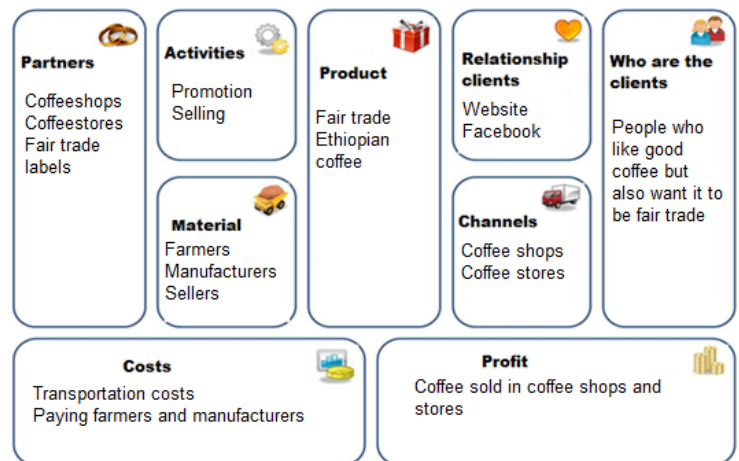 Partners
Coffeeshops
Coffeestores
Fair trade
labels
Activities
Promotion
Selling
Material
Farmers
Manufacturers
Sellers
Product
Fair trade
Ethiopian
coffee
Relationship
clients
Website
Facebook
Channels
Coffee shops
Coffee stores
Who are the
clients
People who
like good
coffee but
also want it to
be fair trade
Costs
Transportation costs
Paying farmers and manufacturers
Profit
Coffee sold in coffee shops and
stores